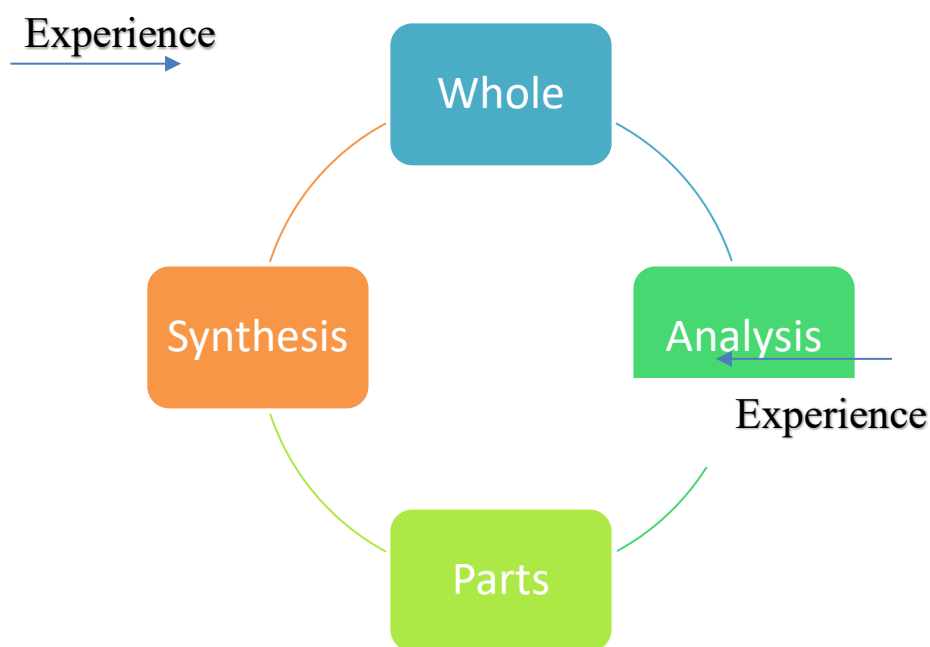 Experience
Whole
Synthesis
Analysis
Experience
Parts